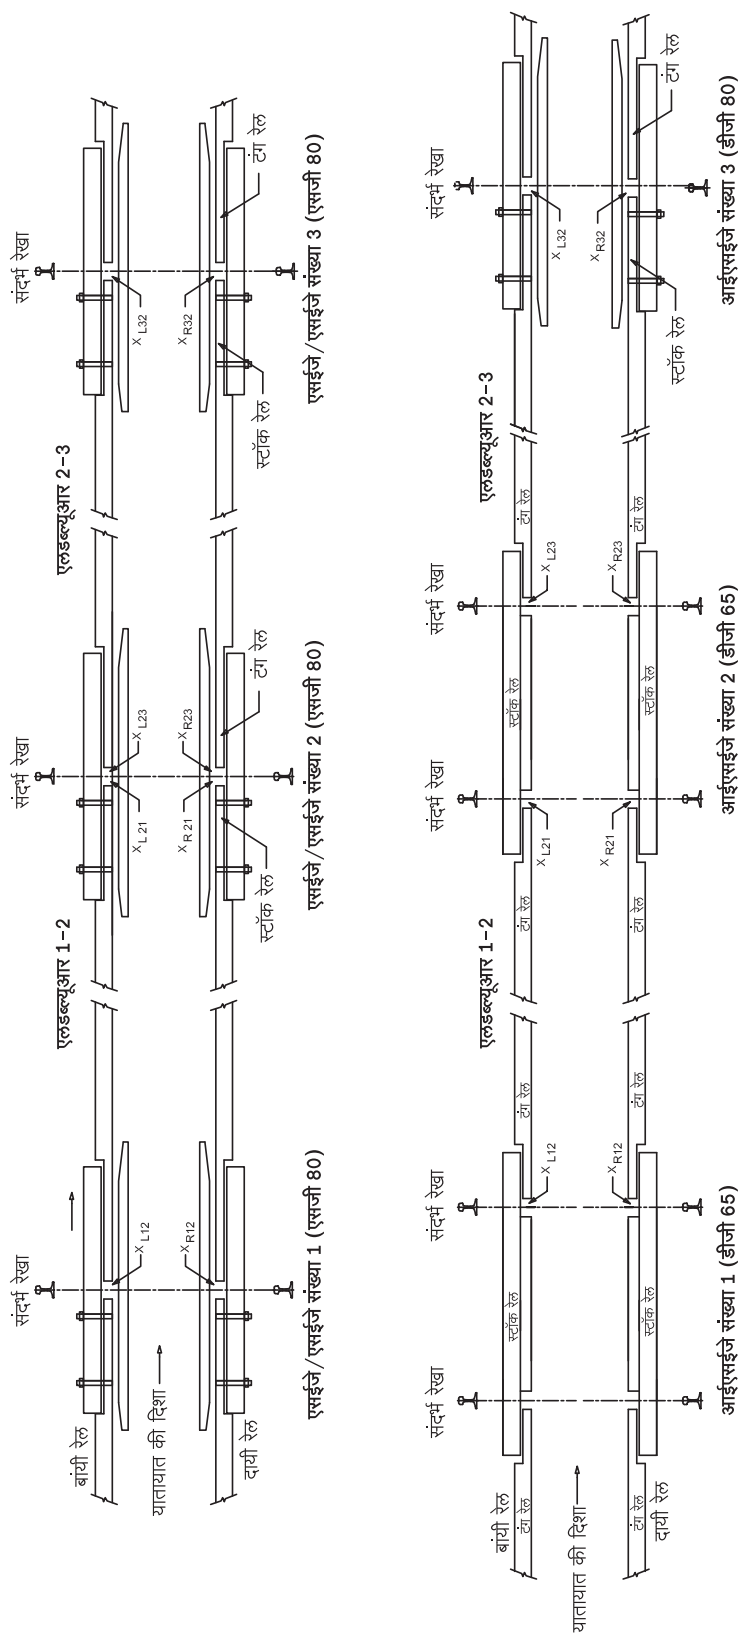 संदर्भ रेखा
संदर्भ रेखा
संदर्भ रेखा
एलडब्ल्यूआर 1-2
एलडब्ल्यूआर 2-3
बांयी रेल
यातायात की दिशा
दायी रेल
X L12
X R12
X L 21
X L23
X R 21
X R23
X L32
X R32
स्टॉक रेल
टंग रेल
स्टॉक रेल
टंग रेल
एसईजे/एसईजे संख्या 1 (एसजी 80)
एसईजे/एसईजे संख्या 2 (एसजी 80)
एसईजे/एसईजे संख्या 3 (एसजी 80)
संदर्भ रेखा
संदर्भ रेखा
संदर्भ रेखा
संदर्भ रेखा
संदर्भ रेखा
एलडब्ल्यूआर 1-2
एलडब्ल्यूआर 2-3
बांयी रेल
टंग रेल
स्टॉक रेल
टंग रेल
टंग रेल
स्टॉक रेल
टंग रेल
X L12
X L21
X L23
X L32
यातायात की दिशा
X R12
X R21
X R23
X R32
टंग रेल
दायी रेल
स्टॉक रेल
टंग रेल
टंग रेल
स्टॉक रेल
टंग रेल
स्टॉक रेल
टंग रेल
आईएसईजे संख्या 1 (डीजी 65)
आईएसईजे संख्या 2 (डीजी 65)
आईएसईजे संख्या 3 (डीजी 80)